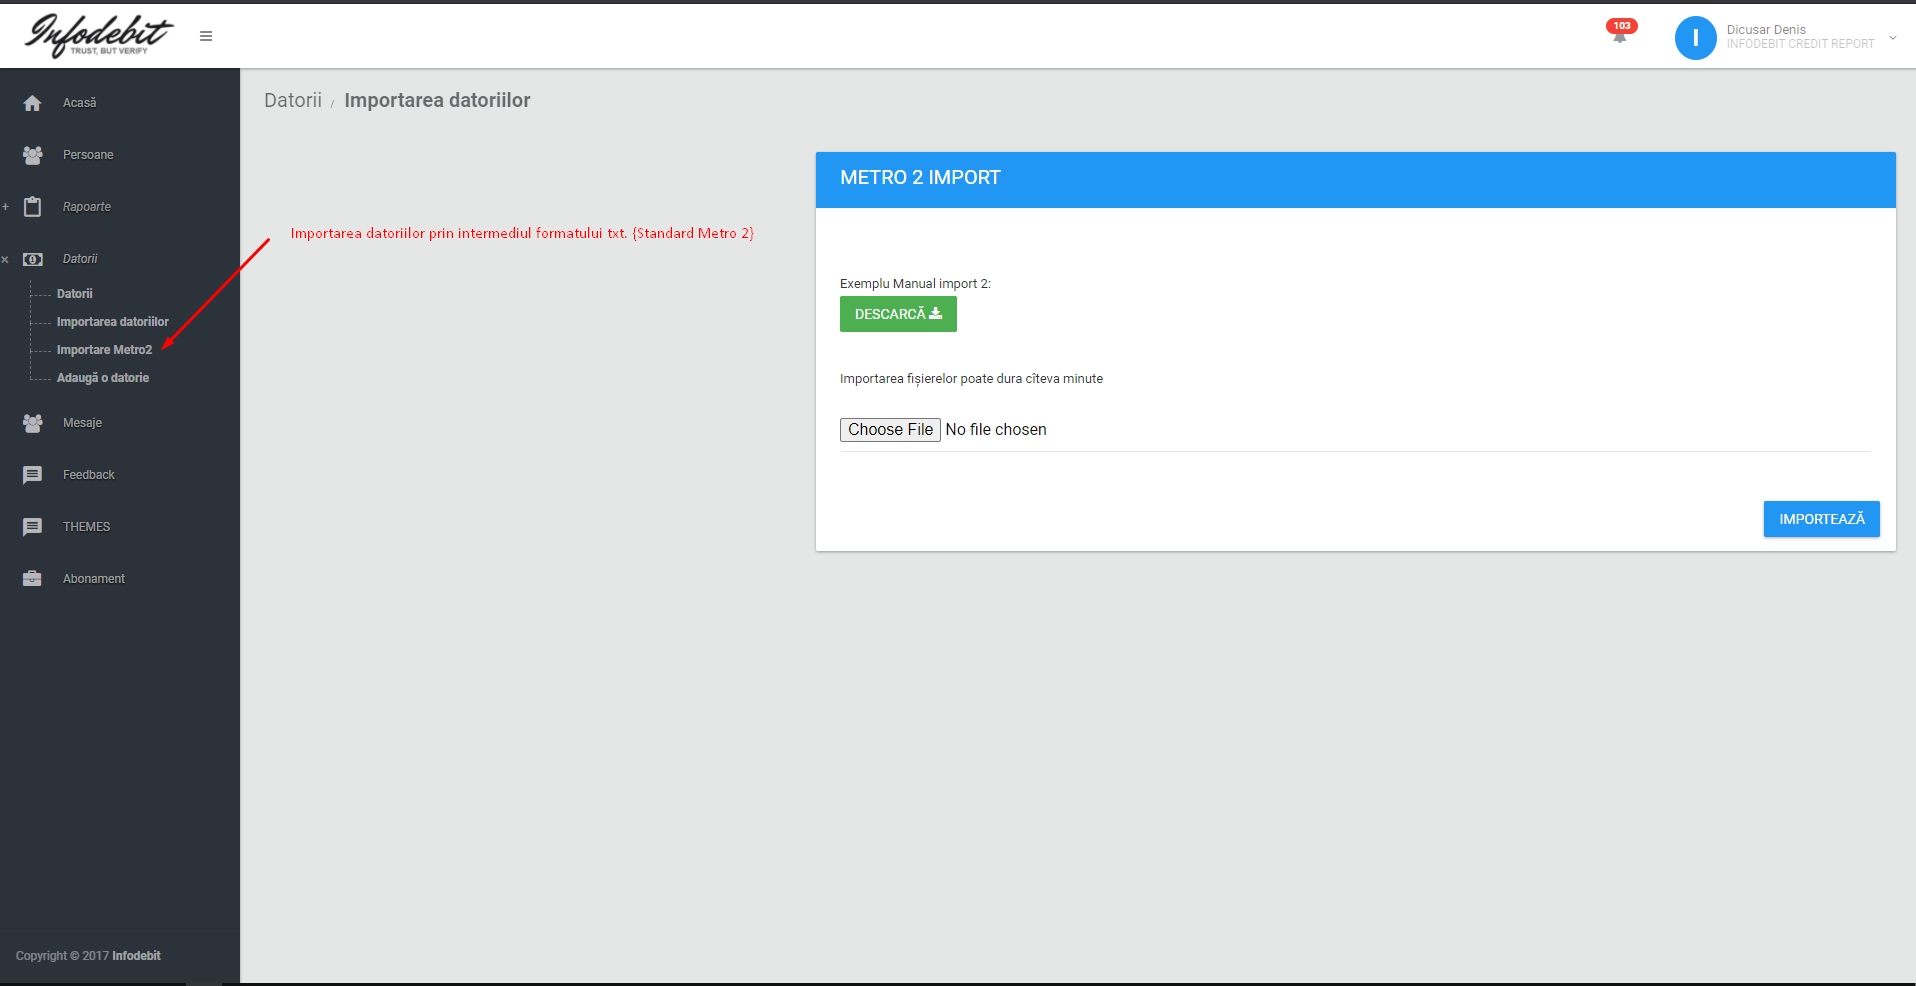 Infodebit
TRUST, BUT VERIFY
103
I
Dicusar Denis
INFODEBIT CREDIT REPORT
Acasă
Persoane
+ Rapoarte
× Datorii
Datorii
Importarea datoriilor
Importare Metro2
Adaugă o datorie
Mesaje
Feedback
THEMES
Abonament
Copyright © 2017 Infodebit
Datorii / Importarea datoriilor
Importarea datoriilor prin intermediul formatului txt. {Standard Metro 2}
METRO 2 IMPORT
Exemplu Manual import 2:
DESCARCĂ
Importarea fișierelor poate dura cîteva minute
Choose File No file chosen
IMPORTEAZĂ